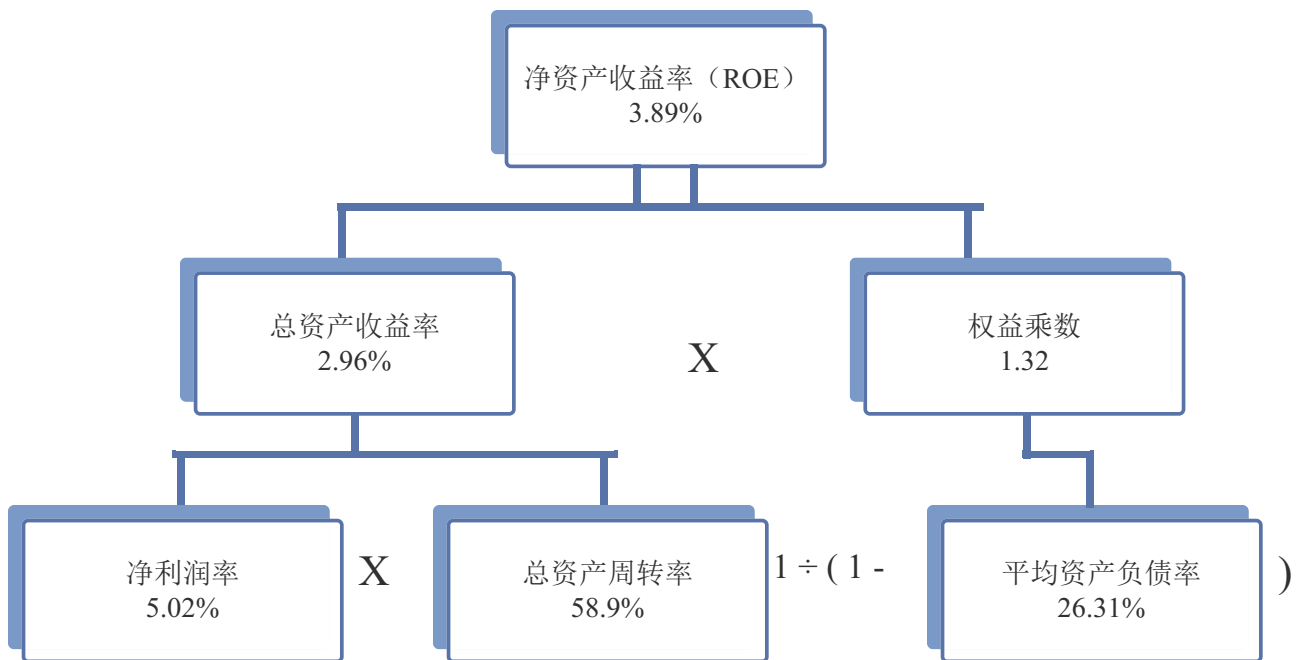 净资产收益率（ROE）
3.89%
总资产收益率
2.96%
X
权益乘数
1.32
净利润率
5.02%
X
总资产周转率
58.9%
1 ÷ ( 1 -
平均资产负债率
26.31%
)